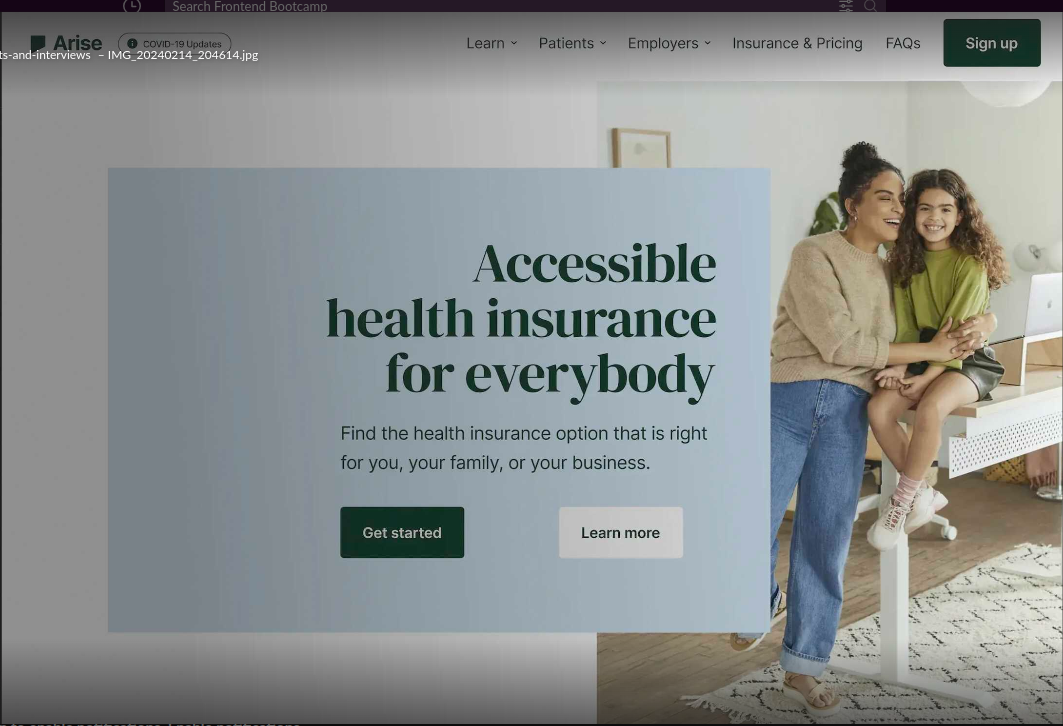 Search Frontend Bootcamp
Arise
COVID-19 Updates
Learn
Patients
Employers
Insurance & Pricing
FAQs
Sign up
ts-and-interviews – IMG_20240214_204614.jpg
Accessible
health insurance
for everybody
Find the health insurance option that is right
for you, your family, or your business.
Get started
Learn more